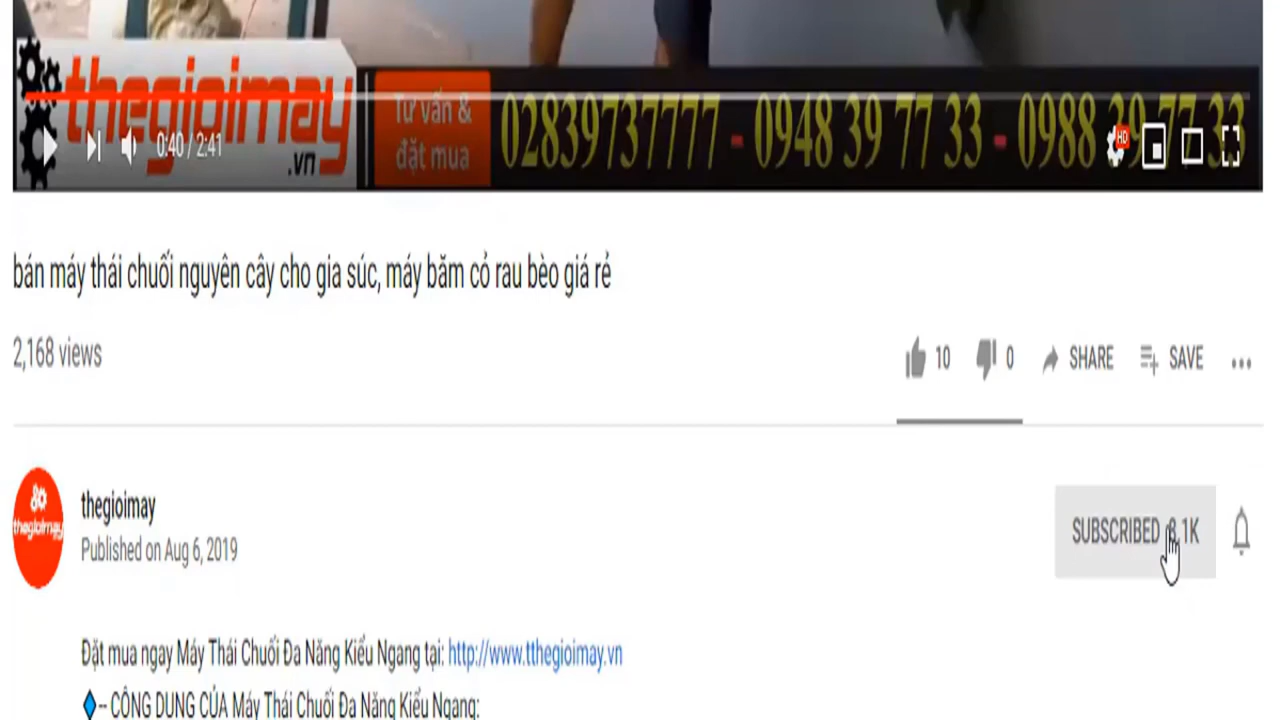 thegioimay
.vn
Tư vấn &
đặt mua
02839737777 - 0948 39 77 33 - 0988 39 77 33
HD
0:40 / 2:41
bán máy thái chuối nguyên cây cho gia súc, máy băm cỏ rau bèo giá rẻ
2,168 views
10 0 SHARE SAVE
thegioimay
thegioimay
Published on Aug 6, 2019
SUBSCRIBED
Đặt mua ngay Máy Thái Chuối Đa Năng Kiểu Ngang tại: http://www.tthegioimay.vn
-- CÔNG DỤNG CỦA Máy Thái Chuối Đa Năng Kiểu Ngang: